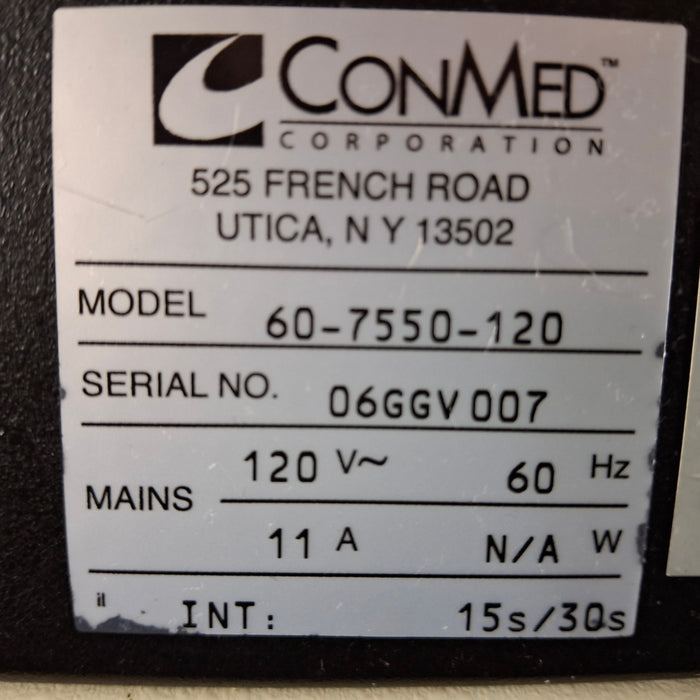 CONMED™
CORPORATION
525 FRENCH ROAD
UTICA, N Y 13502
MODEL 60-7550-120
SERIAL NO. 06GGV007
120 V~ 60 Hz
MAINS
11 A N/A W
INT: 15s/30s